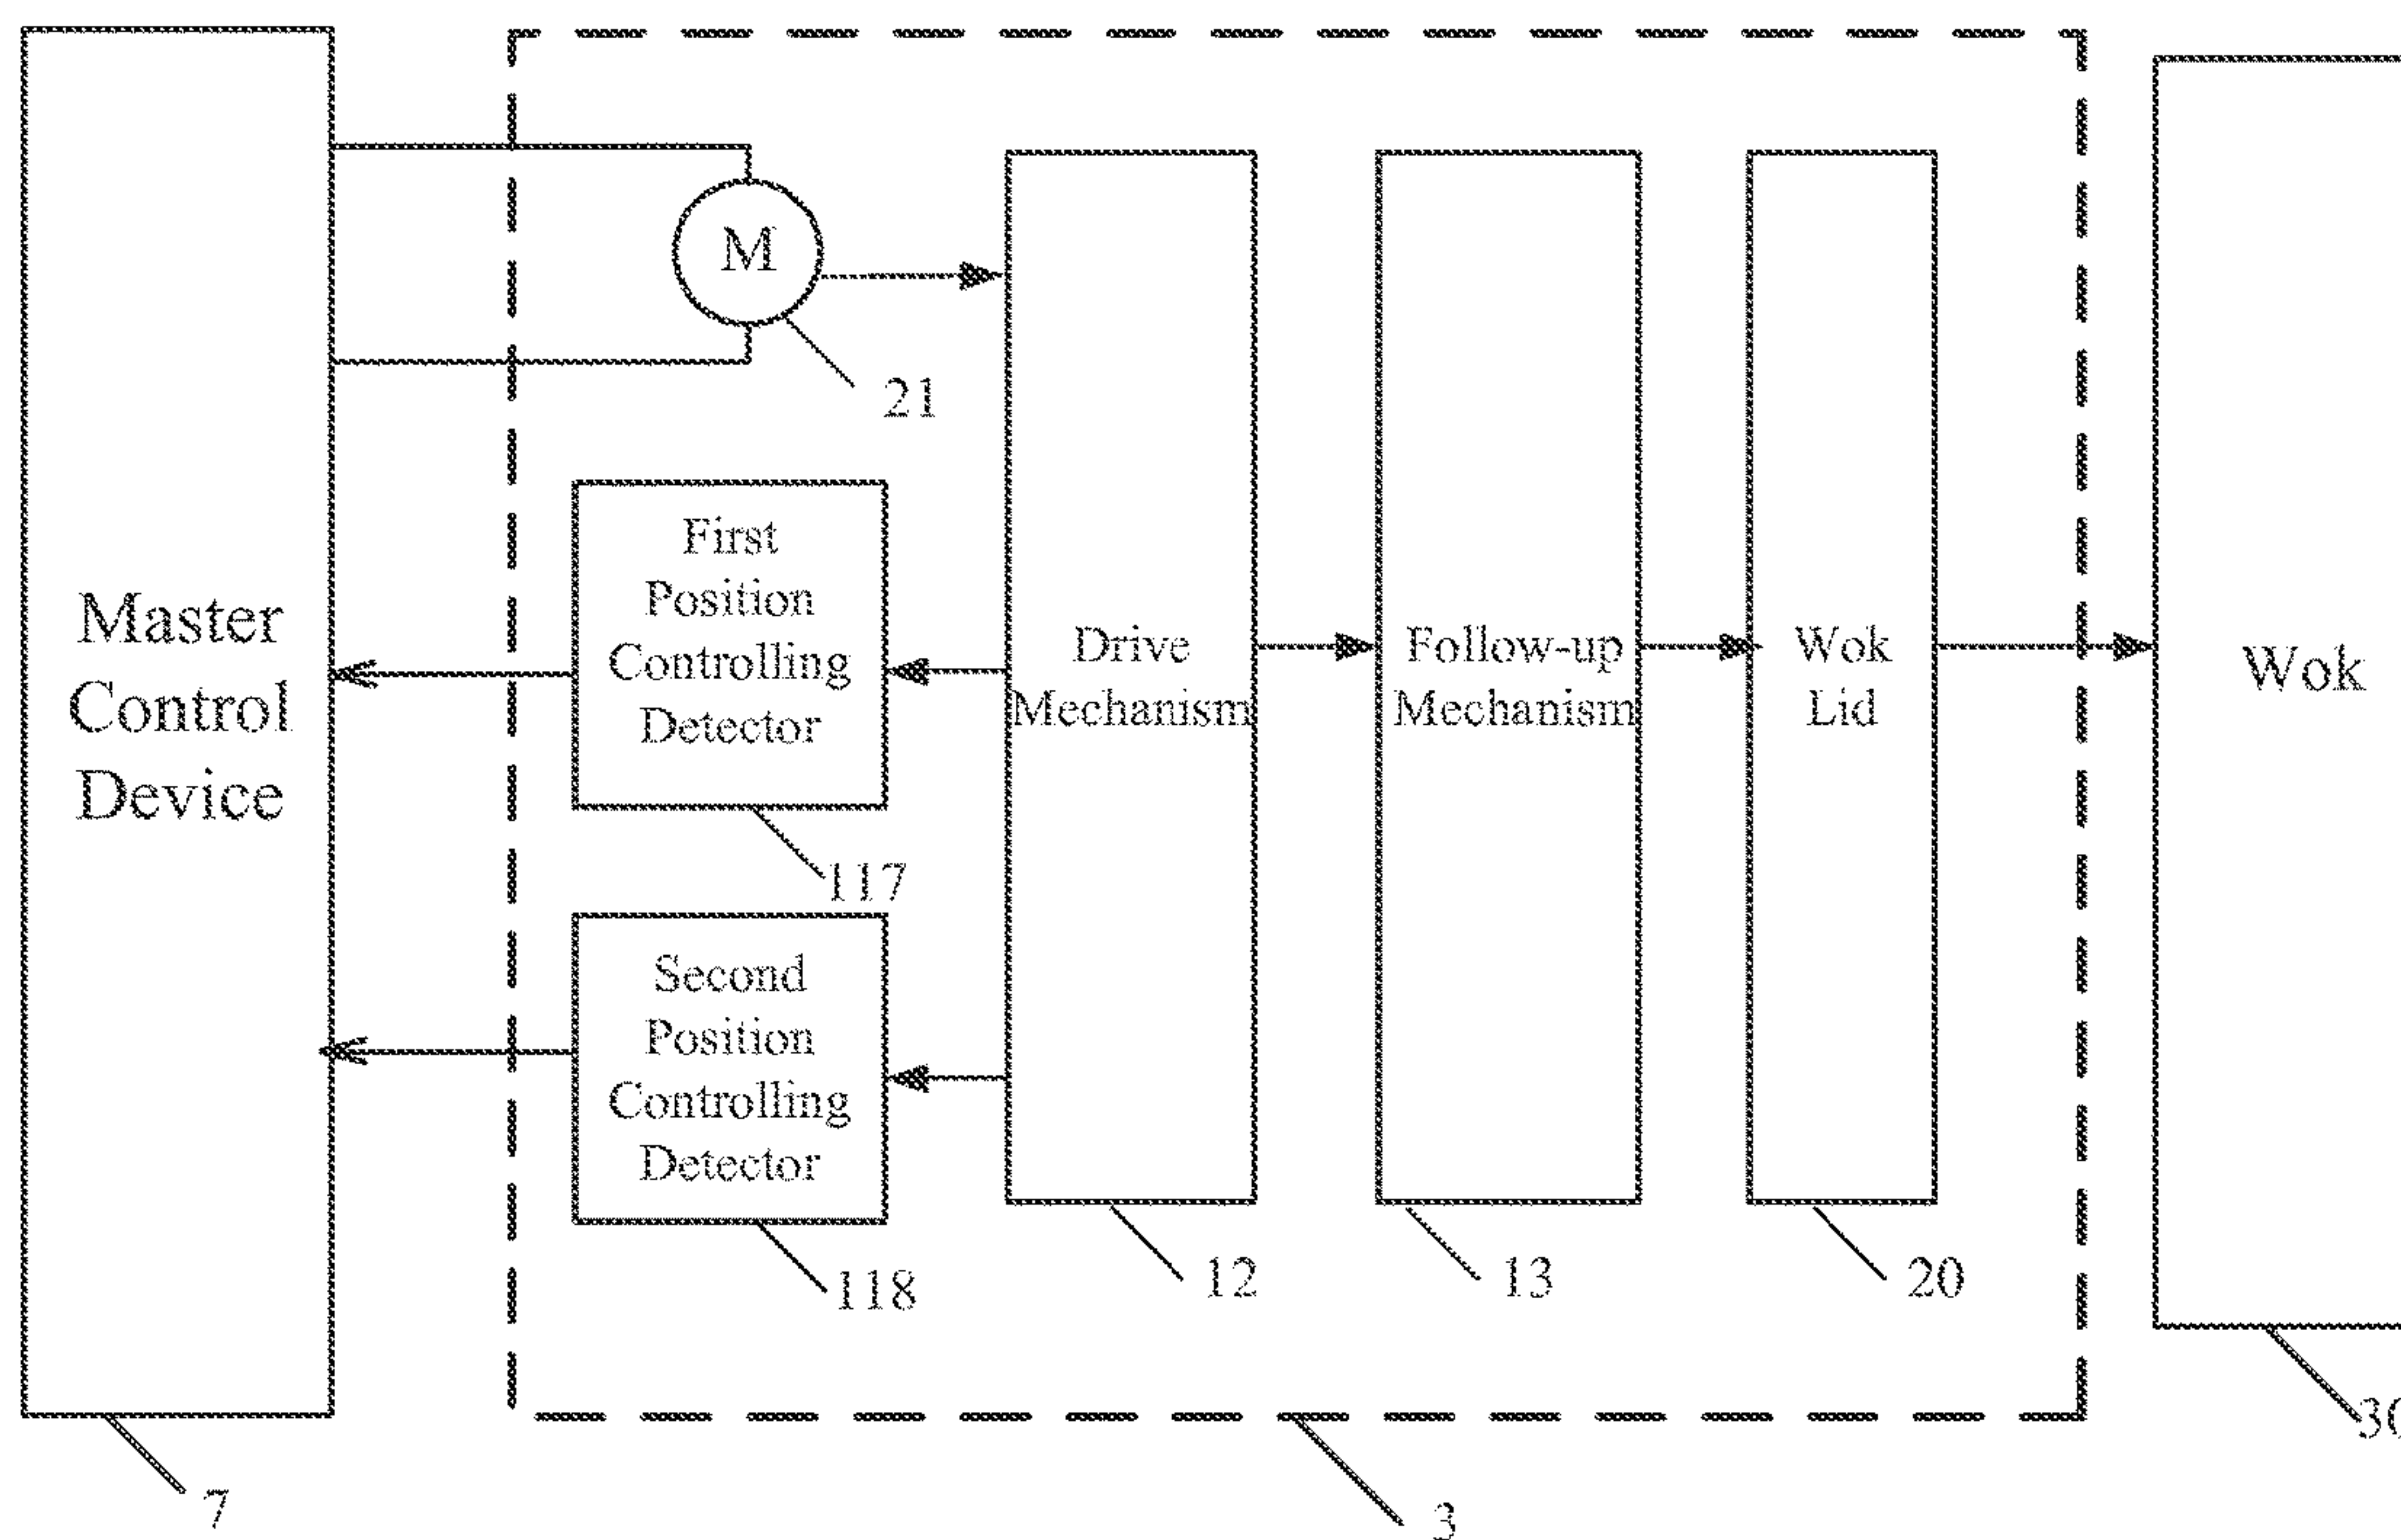 M
21
Master
Control
Device
First
Position
Controlling
Detector
117
Second
Position
Controlling
Detector
118
Drive
Mechanism
12
Follow-up
Mechanism
13
Wok
Lid
20
Wok
30
7
3